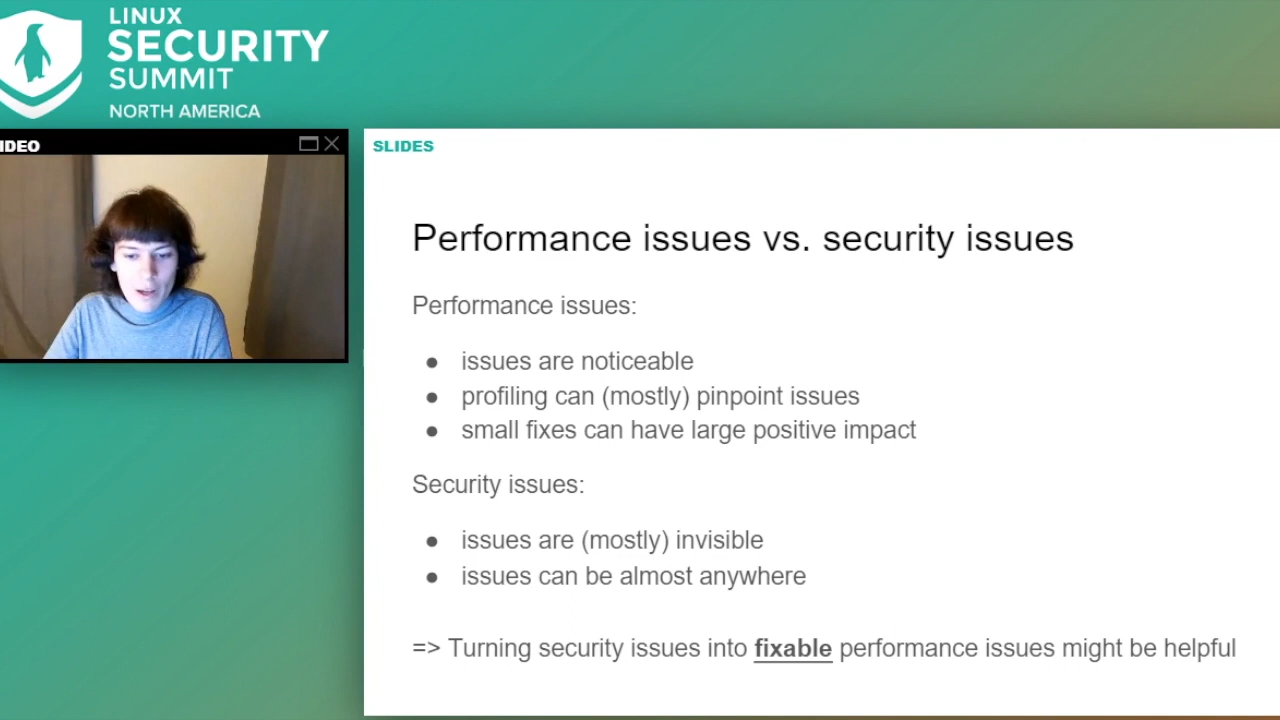 LINUX
SECURITY
SUMMIT
NORTH AMERICA
IDEO
SLIDES
Performance issues vs. security issues
Performance issues:
● issues are noticeable
● profiling can (mostly) pinpoint issues
● small fixes can have large positive impact
Security issues:
● issues are (mostly) invisible
● issues can be almost anywhere
=> Turning security issues into fixable performance issues might be helpful